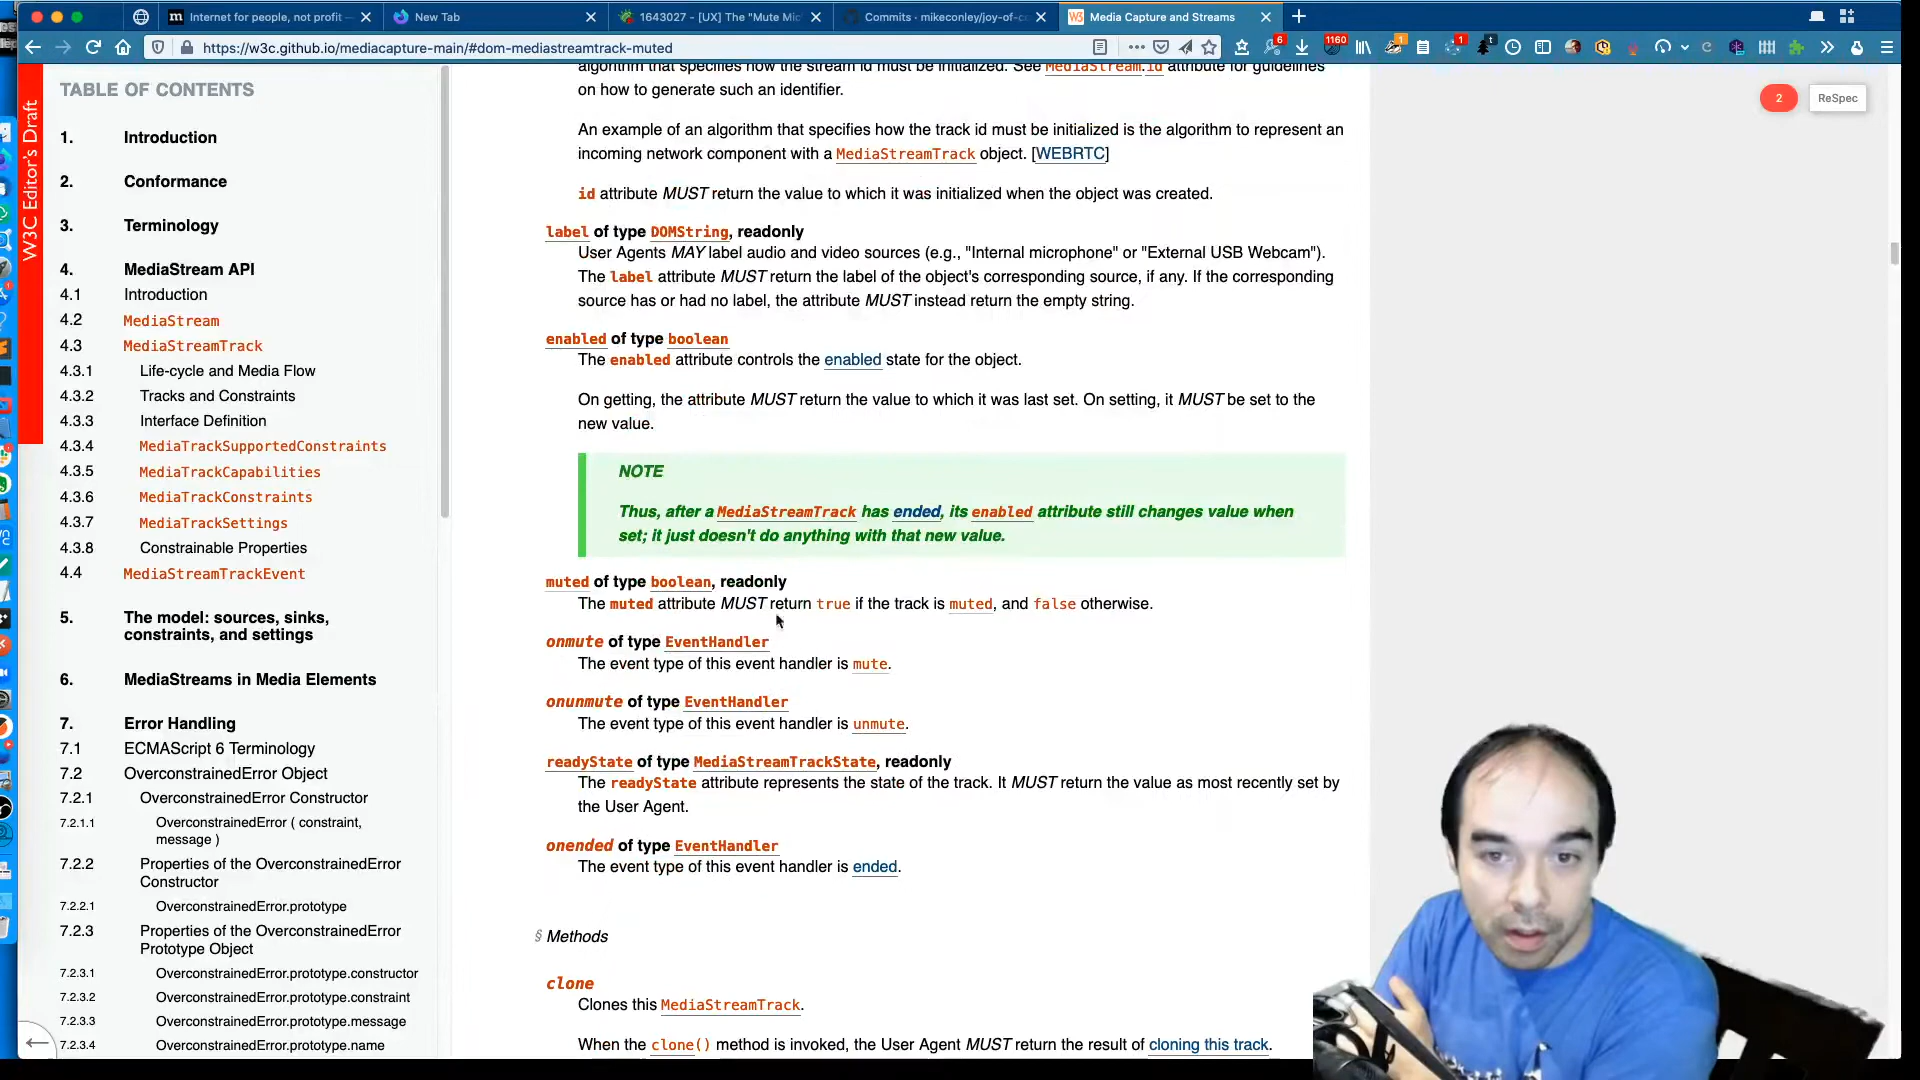 Internet for people, not profit —
New Tab
1643027 - [UX] The "Mute Mic
Commits · mikeconley/joy-of-c
Media Capture and Streams
https://w3c.github.io/mediacapture-main/#dom-mediastreamtrack-muted
6
1160
1
1
W3C Editor's Draft
TABLE OF CONTENTS
1. Introduction
2. Conformance
3. Terminology
4. MediaStream API
4.1 Introduction
4.2 MediaStream
4.3 MediaStreamTrack
4.3.1 Life-cycle and Media Flow
4.3.2 Tracks and Constraints
4.3.3 Interface Definition
4.3.4 MediaTrackSupportedConstraints
4.3.5 MediaTrackCapabilities
4.3.6 MediaTrackConstraints
4.3.7 MediaTrackSettings
4.3.8 Constrainable Properties
4.4 MediaStreamTrackEvent
5. The model: sources, sinks,
constraints, and settings
6. MediaStreams in Media Elements
7. Error Handling
7.1 ECMAScript 6 Terminology
7.2 OverconstrainedError Object
7.2.1 OverconstrainedError Constructor
7.2.1.1 OverconstrainedError ( constraint,
message )
7.2.2 Properties of the OverconstrainedError
Constructor
7.2.2.1 OverconstrainedError.prototype
7.2.3 Properties of the OverconstrainedError
Prototype Object
7.2.3.1 OverconstrainedError.prototype.constructor
7.2.3.2 OverconstrainedError.prototype.constraint
7.2.3.3 OverconstrainedError.prototype.message
7.2.3.4 OverconstrainedError.prototype.name
algorithm that specifies how the stream id must be initialized. See MediaStream.id attribute for guidelines
on how to generate such an identifier.
An example of an algorithm that specifies how the track id must be initialized is the algorithm to represent an
incoming network component with a MediaStreamTrack object. [WEBRTC]
id attribute MUST return the value to which it was initialized when the object was created.
label of type DOMString, readonly
User Agents MAY label audio and video sources (e.g., "Internal microphone" or "External USB Webcam").
The label attribute MUST return the label of the object's corresponding source, if any. If the corresponding
source has or had no label, the attribute MUST instead return the empty string.
enabled of type boolean
The enabled attribute controls the enabled state for the object.
On getting, the attribute MUST return the value to which it was last set. On setting, it MUST be set to the
new value.
NOTE
Thus, after a MediaStreamTrack has ended, its enabled attribute still changes value when
set; it just doesn't do anything with that new value.
muted of type boolean, readonly
The muted attribute MUST return true if the track is muted, and false otherwise.
onmute of type EventHandler
The event type of this event handler is mute.
onunmute of type EventHandler
The event type of this event handler is unmute.
readyState of type MediaStreamTrackState, readonly
The readyState attribute represents the state of the track. It MUST return the value as most recently set by
the User Agent.
onended of type EventHandler
The event type of this event handler is ended.
§ Methods
clone
Clones this MediaStreamTrack.
When the clone() method is invoked, the User Agent MUST return the result of cloning this track.
2
ReSpec